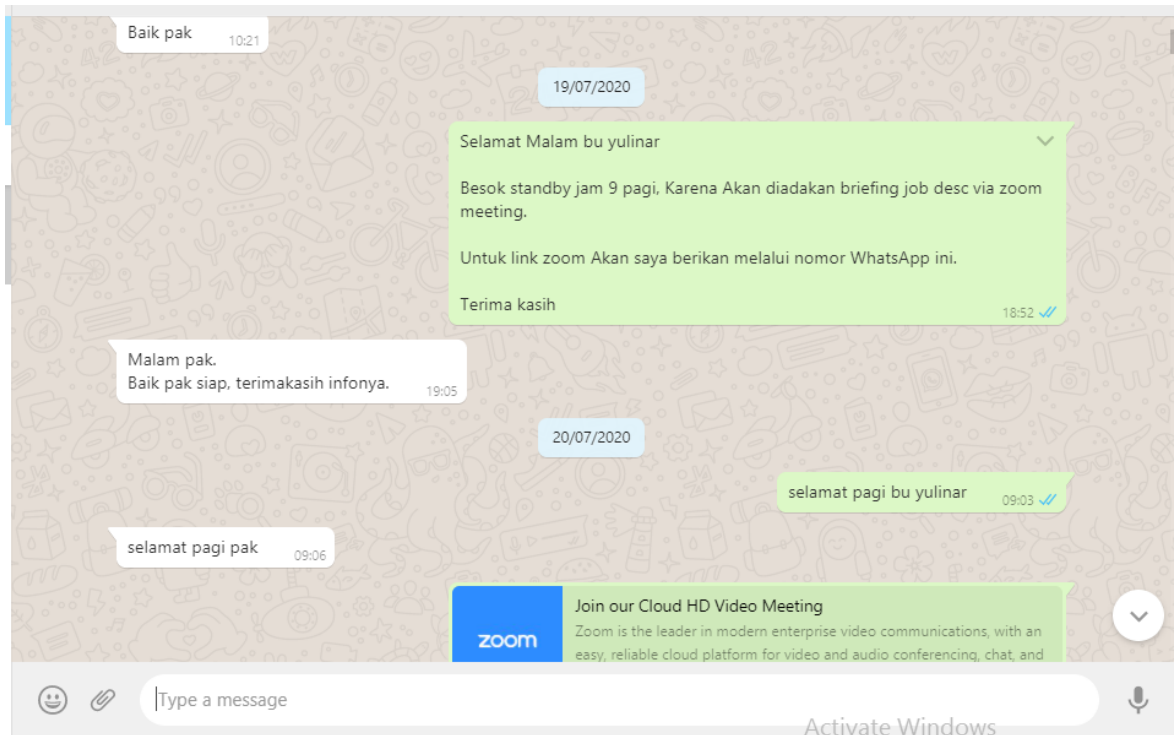 Baik pak
10:21
19/07/2020
Selamat Malam bu yulinar
Besok standby jam 9 pagi, Karena Akan diadakan briefing job desc via zoom
meeting.
Untuk link zoom Akan saya berikan melalui nomor WhatsApp ini.
Terima kasih
18:52
Malam pak.
Baik pak siap, terimakasih infonya.
19:05
20/07/2020
selamat pagi bu yulinar
09:03
selamat pagi pak
09:06
zoom
Join our Cloud HD Video Meeting
Zoom is the leader in modern enterprise video communications, with an
easy, reliable cloud platform for video and audio conferencing, chat, and
Type a message
Activate Windows